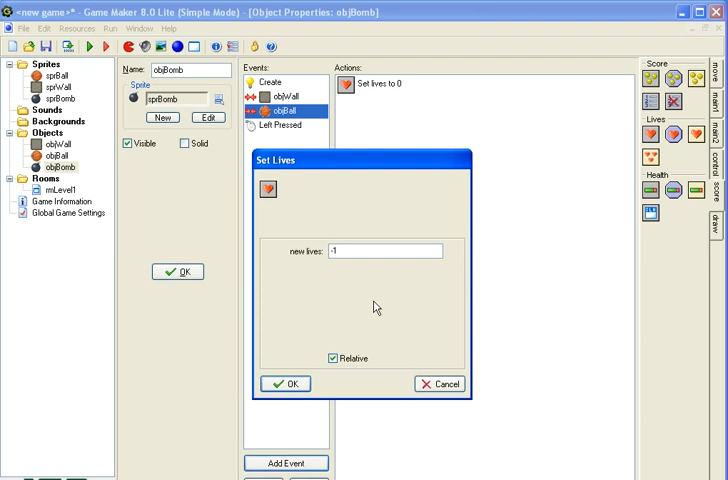 <new game>* - Game Maker 8.0 Lite (Simple Mode) - [Object Properties: objBomb]
File Edit Resources Run Window Help
Sprites
sprBall
sprWall
sprBomb
Sounds
Backgrounds
Objects
objWall
objBall
objBomb
Rooms
rmLevel1
Game Information
Global Game Settings
Name: objBomb
Sprite
sprBomb
New Edit
Visible Solid
OK
Events:
Create
objWall
objBall
Left Pressed
Add Event
Actions:
Set lives to 0
Set Lives
new lives: -1
Relative
OK Cancel
Score
Lives
Health
move
main1
main2
control
score
draw